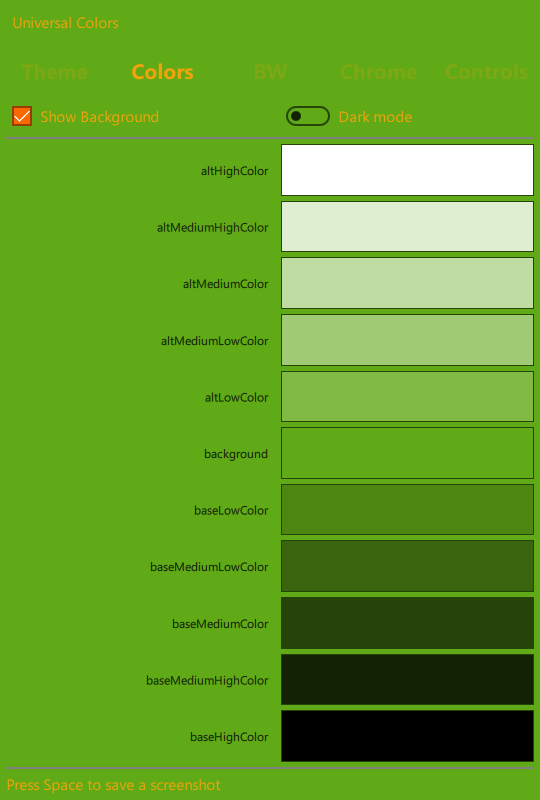 Universal Colors
Theme Colors BW Chrome Controls
Show Background Dark mode
altHighColor
altMediumHighColor
altMediumColor
altMediumLowColor
altLowColor
background
baseLowColor
baseMediumLowColor
baseMediumColor
baseMediumHighColor
baseHighColor
Press Space to save a screenshot